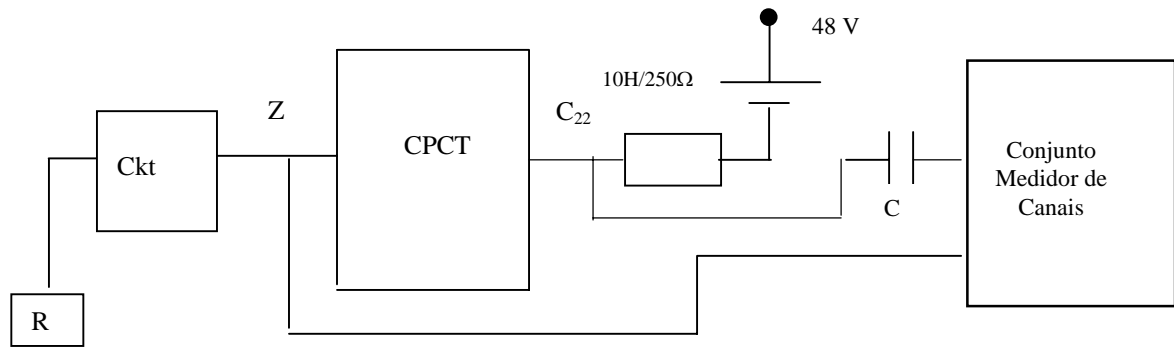 48 V
10H/250Ω
Z
C₂₂
Ckt
CPCT
Conjunto
Medidor de
Canais
C
R